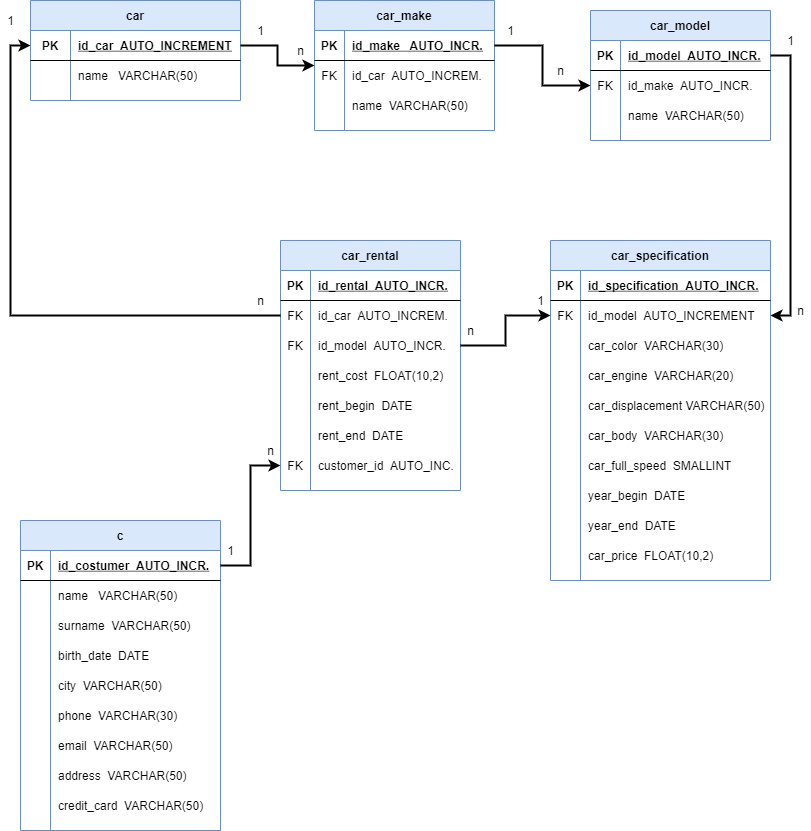 car
PK id_car AUTO_INCREMENT
name VARCHAR(50)
1
1
n
car_make
PK id_make AUTO_INCR.
FK id_car AUTO_INCREM.
name VARCHAR(50)
1
n
car_model
PK id_model AUTO_INCR.
FK id_make AUTO_INCR.
name VARCHAR(50)
1
n
car_rental
PK id_rental AUTO_INCR.
FK id_car AUTO_INCREM.
FK id_model AUTO_INCR.
rent_cost FLOAT(10,2)
rent_begin DATE
rent_end DATE
FK customer_id AUTO_INC.
n
n
1
n
car_specification
PK id_specification AUTO_INCR.
FK id_model AUTO_INCREMENT
car_color VARCHAR(30)
car_engine VARCHAR(20)
car_displacement VARCHAR(50)
car_body VARCHAR(30)
car_full_speed SMALLINT
year_begin DATE
year_end DATE
car_price FLOAT(10,2)
c
PK id_costumer AUTO_INCR.
name VARCHAR(50)
surname VARCHAR(50)
birth_date DATE
city VARCHAR(50)
phone VARCHAR(30)
email VARCHAR(50)
address VARCHAR(50)
credit_card VARCHAR(50)
1